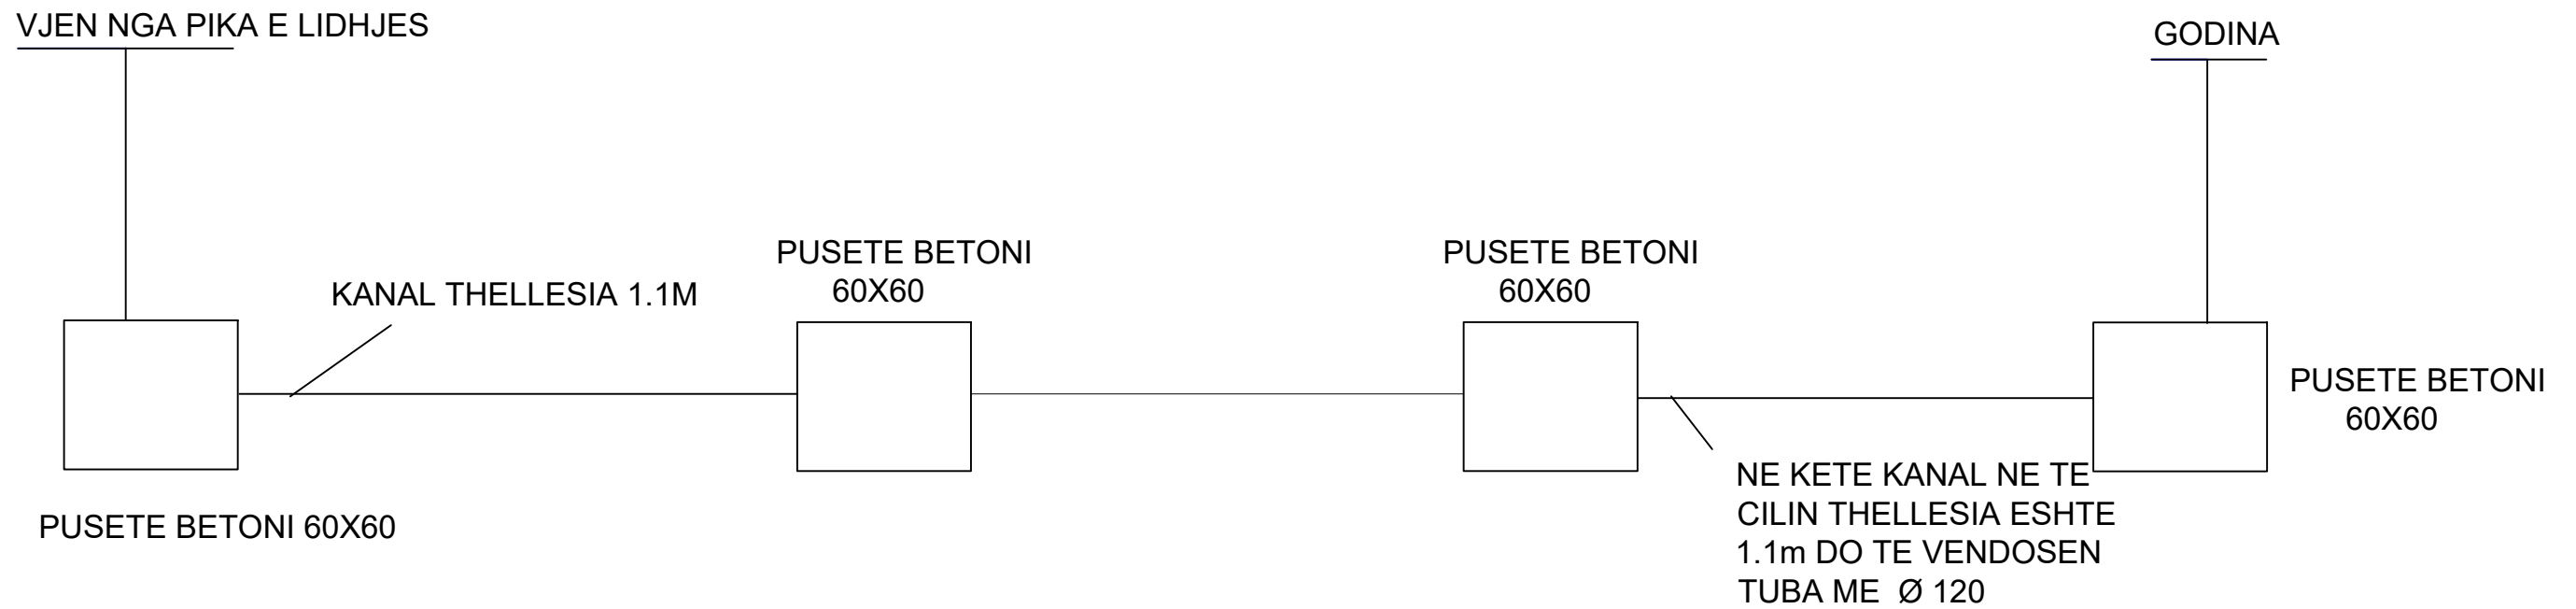 VJEN NGA PIKA E LIDHJES
GODINA
KANAL THELLESIA 1.1M
PUSETE BETONI
60X60
PUSETE BETONI
60X60
PUSETE BETONI
60X60
PUSETE BETONI 60X60
NE KETE KANAL NE TE
CILIN THELLESIA ESHTE
1.1m DO TE VENDOSEN
TUBA ME Ø 120